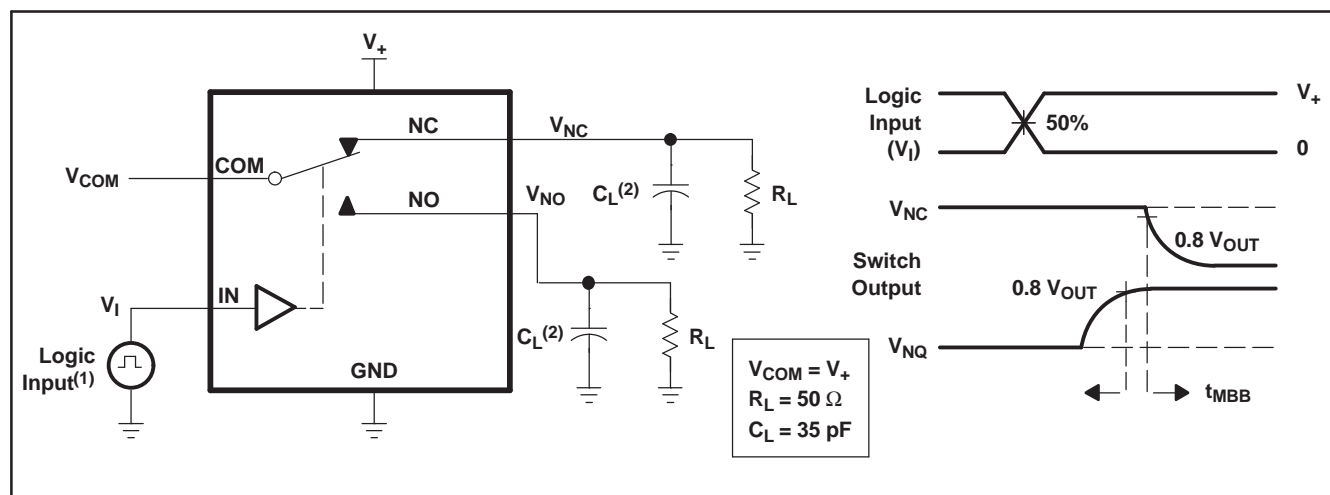 V+
NC
VNC
COM
VCOM
NO
VNO
CL(2)
RL
IN
VI
CL(2)
RL
Logic
Input(1)
GND
VCOM = V+
RL = 50 Ω
CL = 35 pF
Logic
Input
(VI)
50%
V+
0
VNC
0.8 VOUT
Switch
Output
0.8 VOUT
VNQ
tMBB